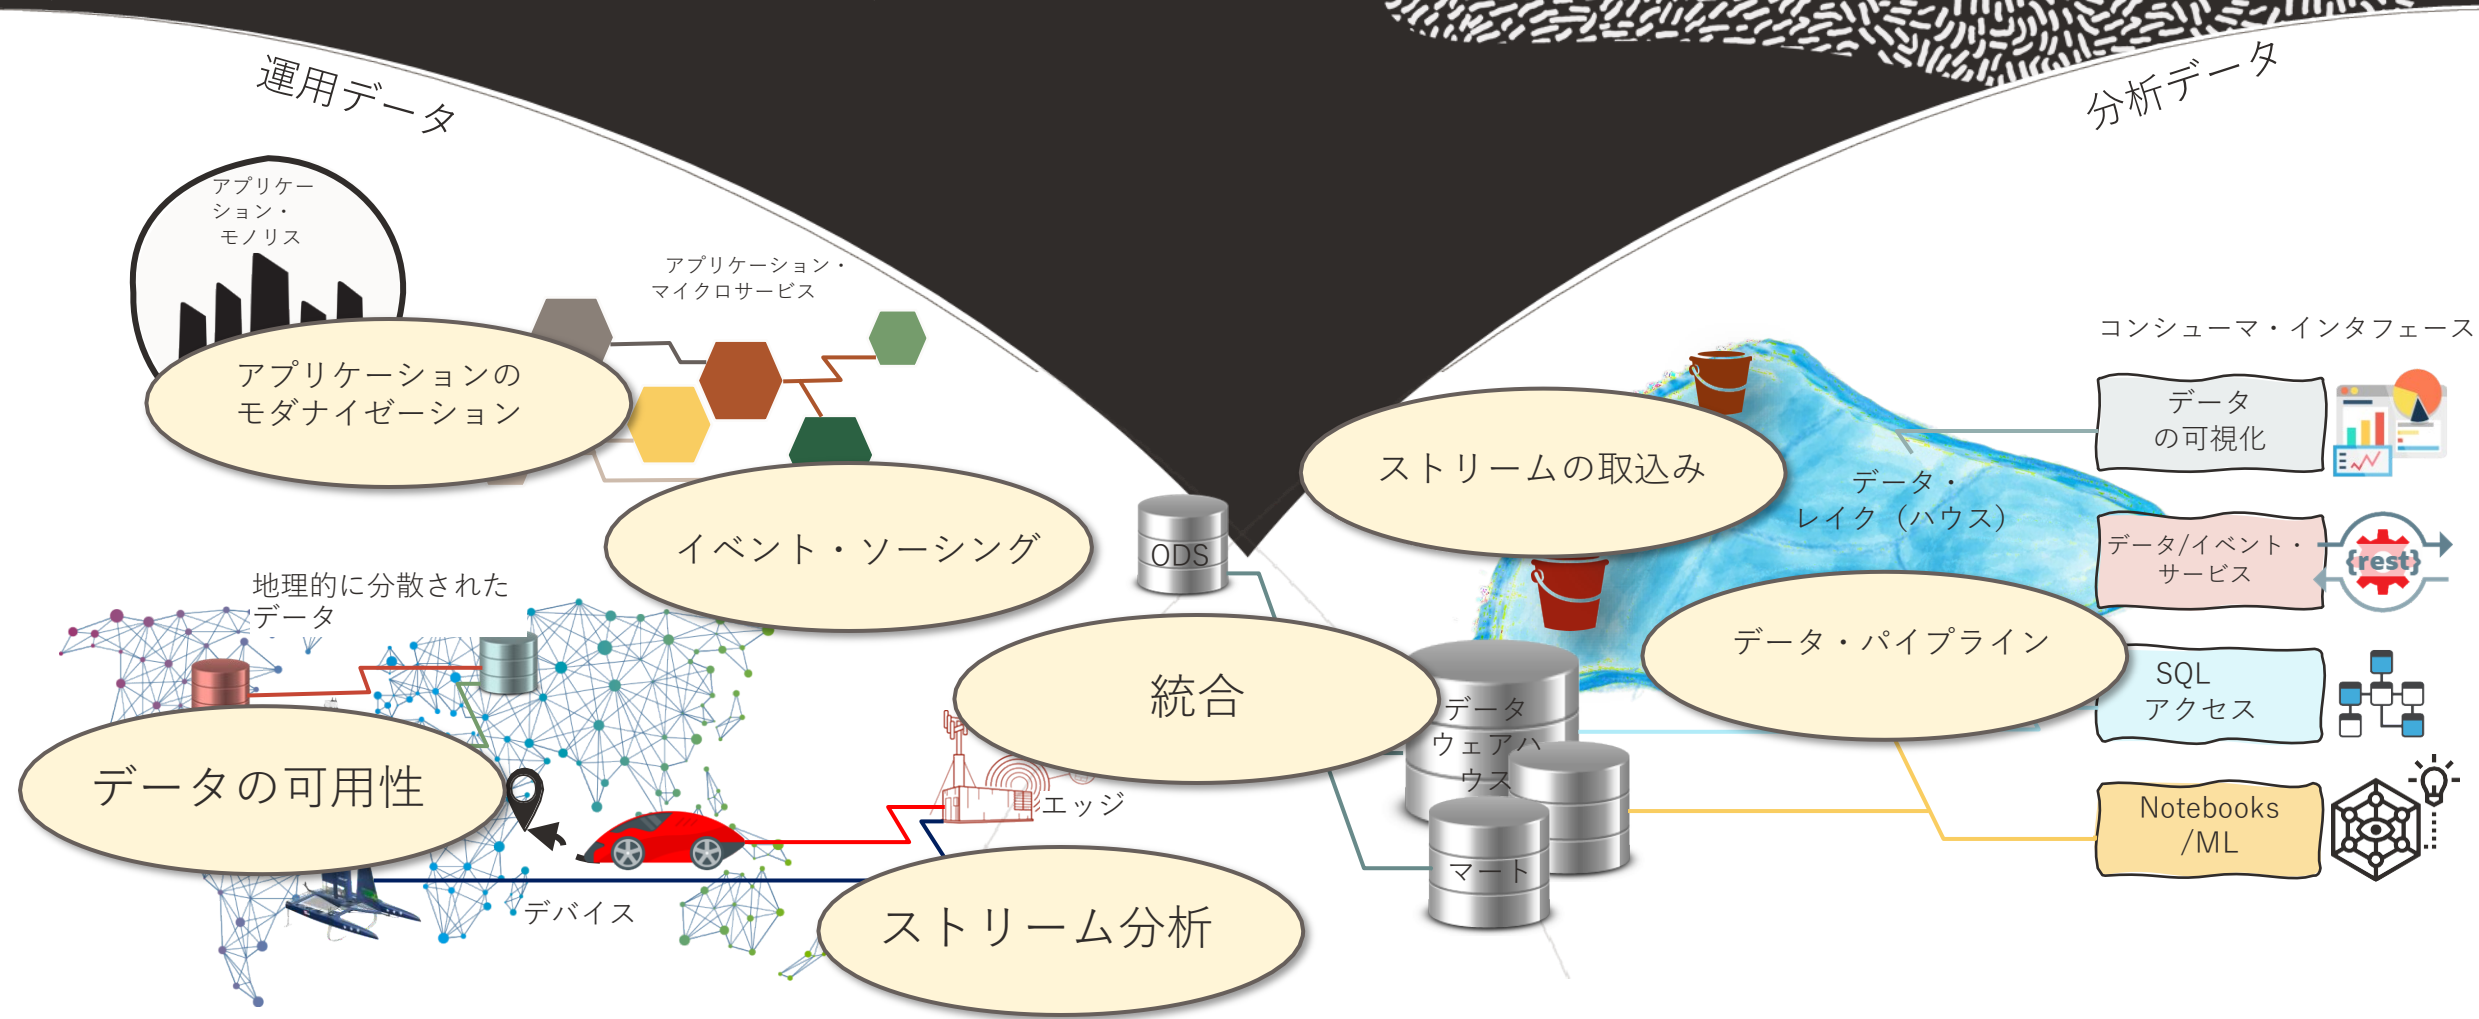 運用データ
分析データ
アプリケー
ション・
モノリス
アプリケーション・
マイクロサービス
アプリケーションの
モダナイゼーション
イベント・ソーシング
地理的に分散された
データ
データの可用性
デバイス
エッジ
ストリーム分析
統合
ODS
ストリームの取込み
データ・
レイク（ハウス）
データ・パイプライン
データ
ウェアハ
ウス
マート
コンシューマ・インタフェース
データ
の可視化
データ/イベント・
サービス
{rest}
SQL
アクセス
Notebooks
/ML